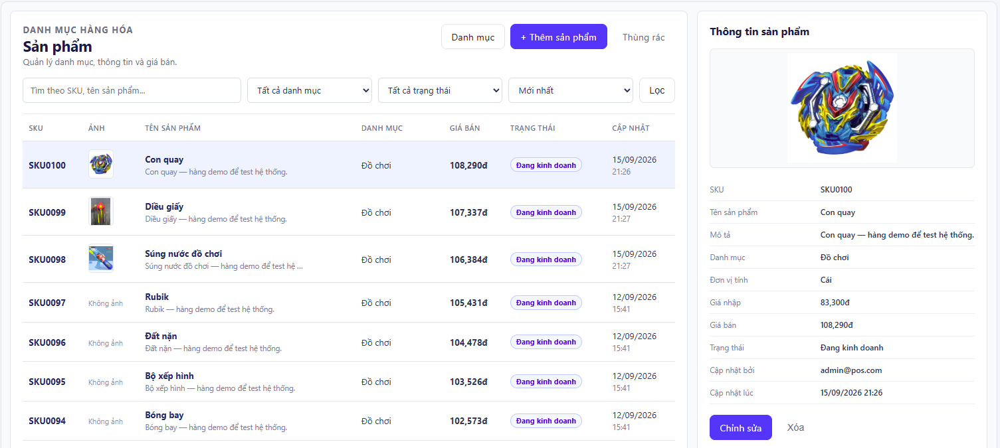 DANH MỤC HÀNG HÓA
Sản phẩm
Quản lý danh mục, thông tin và giá bán.
Danh mục
+ Thêm sản phẩm
Thùng rác
Tìm theo SKU, tên sản phẩm...
Tất cả danh mục
Tất cả trạng thái
Mới nhất
Lọc
SKU ẢNH TÊN SẢN PHẨM DANH MỤC GIÁ BÁN TRẠNG THÁI CẬP NHẬT
SKU0100 Con quay Đồ chơi 108,290đ Đang kinh doanh 15/09/2026
Con quay — hàng demo để test hệ thống. 21:26
SKU0099 Diều giấy Đồ chơi 107,337đ Đang kinh doanh 15/09/2026
Diều giấy — hàng demo để test hệ thống. 21:27
SKU0098 Súng nước đồ chơi Đồ chơi 106,384đ Đang kinh doanh 15/09/2026
Súng nước đồ chơi — hàng demo để test hệ ... 21:27
SKU0097 Không ảnh Rubik Đồ chơi 105,431đ Đang kinh doanh 12/09/2026
Rubik — hàng demo để test hệ thống. 15:41
SKU0096 Không ảnh Đất nặn Đồ chơi 104,478đ Đang kinh doanh 12/09/2026
Đất nặn — hàng demo để test hệ thống. 15:41
SKU0095 Không ảnh Bộ xếp hình Đồ chơi 103,526đ Đang kinh doanh 12/09/2026
Bộ xếp hình — hàng demo để test hệ thống. 15:41
SKU0094 Không ảnh Bóng bay Đồ chơi 102,573đ Đang kinh doanh 12/09/2026
Bóng bay — hàng demo để test hệ thống. 15:41
Thông tin sản phẩm
SKU SKU0100
Tên sản phẩm Con quay
Mô tả Con quay — hàng demo để test hệ thống.
Danh mục Đồ chơi
Đơn vị tính Cái
Giá nhập 83,300đ
Giá bán 108,290đ
Trạng thái Đang kinh doanh
Cập nhật bởi admin@pos.com
Cập nhật lúc 15/09/2026 21:26
Chỉnh sửa
Xóa